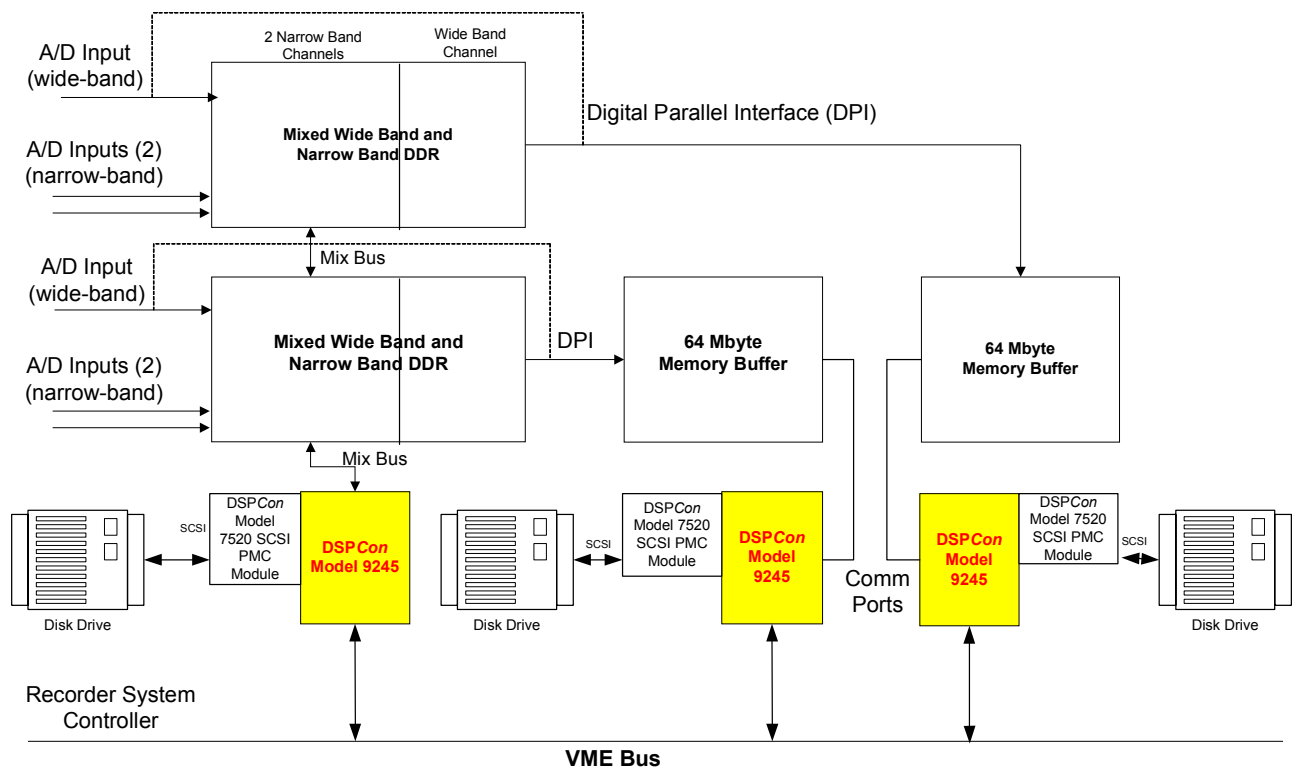 2 Narrow Band
Channels
Wide Band
Channel
A/D Input
(wide-band)
Mixed Wide Band and
Narrow Band DDR
Digital Parallel Interface (DPI)
A/D Inputs (2)
(narrow-band)
Mix Bus
A/D Input
(wide-band)
Mixed Wide Band and
Narrow Band DDR
DPI
64 Mbyte
Memory Buffer
64 Mbyte
Memory Buffer
A/D Inputs (2)
(narrow-band)
Mix Bus
SCSI
DSPCon
Model
7520 SCSI
PMC
Module
DSPCon
Model 9245
Disk Drive
SCSI
DSPCon
Model 7520
SCSI PMC
Module
DSPCon
Model
9245
Disk Drive
Comm
Ports
DSPCon
Model
9245
DSPCon
Model 7520
SCSI PMC
Module
SCSI
Disk Drive
Recorder System
Controller
VME Bus